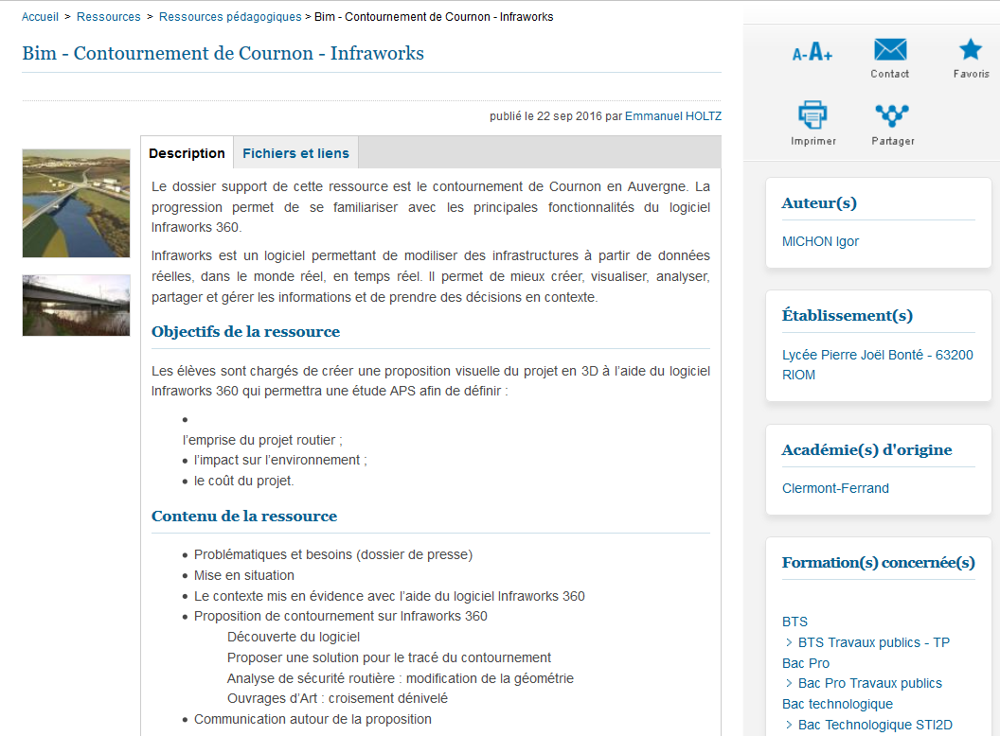 Accueil > Ressources > Ressources pédagogiques > Bim - Contournement de Cournon - Infraworks
Bim - Contournement de Cournon - Infraworks
publié le 22 sep 2016 par Emmanuel HOLTZ
Description
Fichiers et liens
Le dossier support de cette ressource est le contournement de Cournon en Auvergne. La
progression permet de se familiariser avec les principales fonctionnalités du logiciel
Infraworks 360.
Infraworks est un logiciel permettant de modiliser des infrastructures à partir de données
réelles, dans le monde réel, en temps réel. Il permet de mieux créer, visualiser, analyser,
partager et gérer les informations et de prendre des décisions en contexte.
Objectifs de la ressource
Les élèves sont chargés de créer une proposition visuelle du projet en 3D à l’aide du logiciel
Infraworks 360 qui permettra une étude APS afin de définir :
•
l’emprise du projet routier ;
• l’impact sur l’environnement ;
• le coût du projet.
Contenu de la ressource
• Problématiques et besoins (dossier de presse)
• Mise en situation
• Le contexte mis en évidence avec l’aide du logiciel Infraworks 360
• Proposition de contournement sur Infraworks 360
Découverte du logiciel
Proposer une solution pour le tracé du contournement
Analyse de sécurité routière : modification de la géométrie
Ouvrages d’Art : croisement dénivelé
• Communication autour de la proposition
A-A+
Contact
Favoris
Imprimer
Partager
Auteur(s)
MICHON Igor
Établissement(s)
Lycée Pierre Joël Bonté - 63200
RIOM
Académie(s) d'origine
Clermont-Ferrand
Formation(s) concernée(s)
BTS
> BTS Travaux publics - TP
Bac Pro
> Bac Pro Travaux publics
Bac technologique
> Bac Technologique STI2D